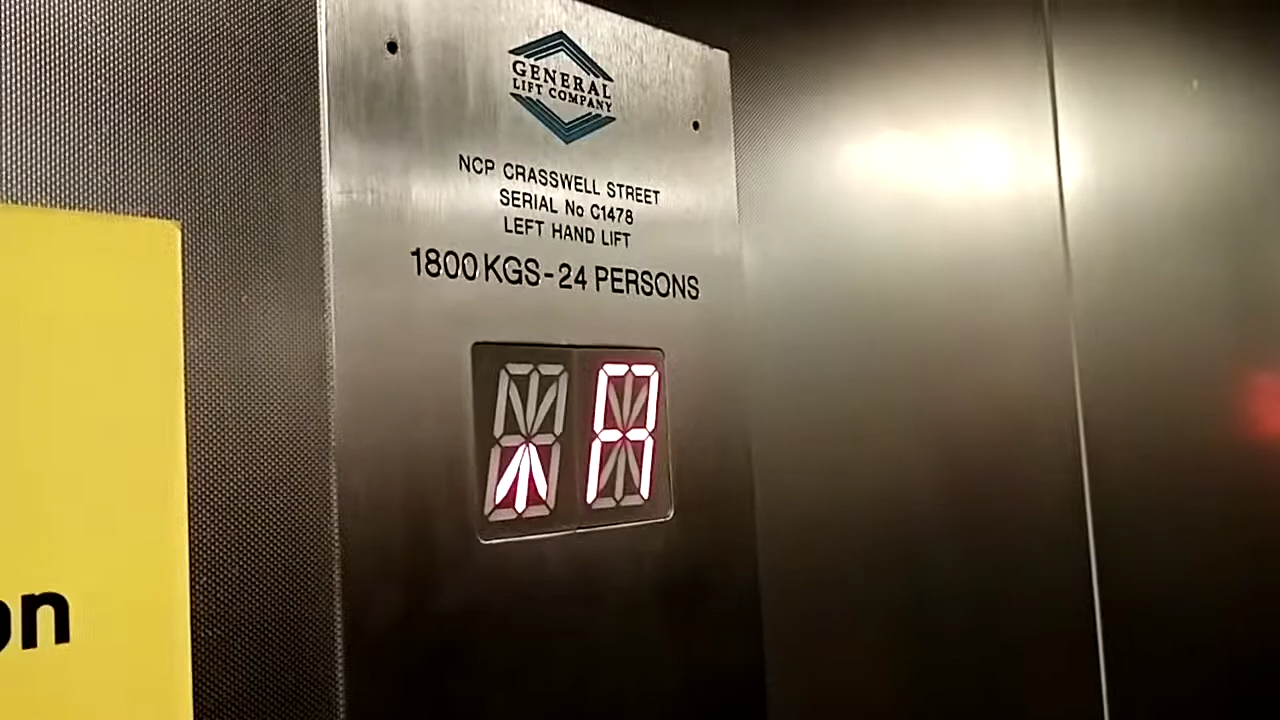 GENERAL
LIFT COMPANY
NCP CRASSWELL STREET
SERIAL No C1478
LEFT HAND LIFT
1800 KGS - 24 PERSONS
A
on